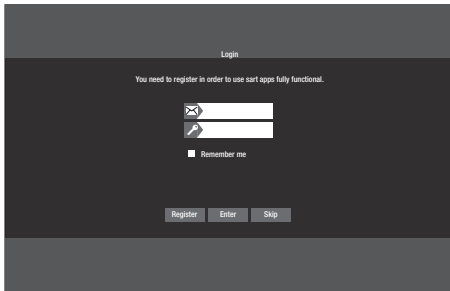 Login
You need to register in order to use sart apps fully functional.
Remember me
Register Enter Skip